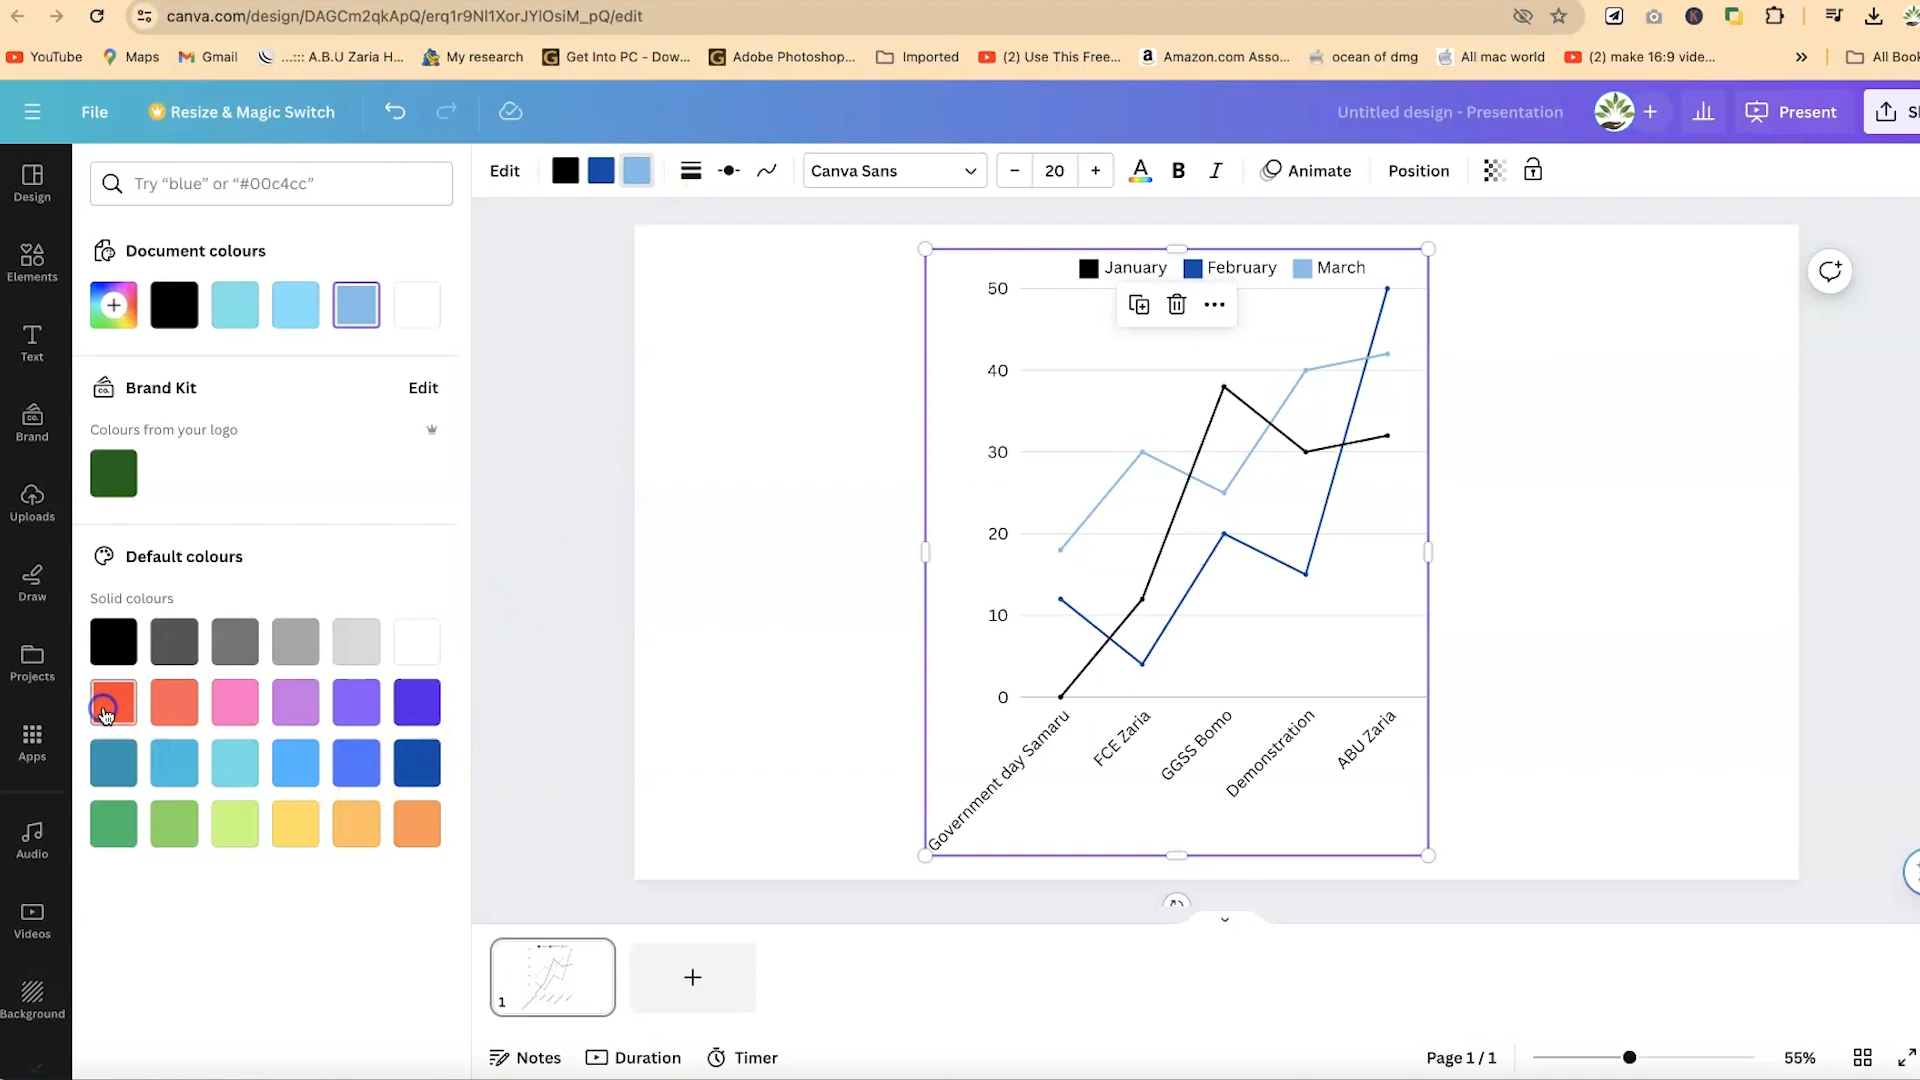 canva.com/design/DAGCm2qkApQ/erq1r9Nl1XorJYlOsiM_pQ/edit
YouTube Maps Gmail ...::: A.B.U Zaria H... My research Get Into PC - Dow... Adobe Photoshop... Imported (2) Use This Free... Amazon.com Asso... ocean of dmg All mac world (2) make 16:9 vide... » All Book
File Resize & Magic Switch Untitled design - Presentation Present
Design
Elements
Text
Brand
Uploads
Draw
Projects
Apps
Audio
Videos
Background
Try “blue” or “#00c4cc”
Document colours
Brand Kit Edit
Colours from your logo
Default colours
Solid colours
Edit Canva Sans 20 A B I Animate Position
January February March
50
40
30
20
10
0
Government day Samaru
FCE Zaria
GGSS Bomo
Demonstration
ABU Zaria
1
Notes Duration Timer Page 1 / 1 55%